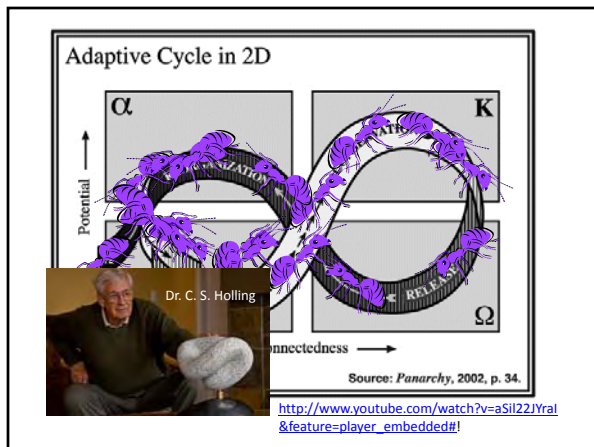 Adaptive Cycle in 2D
α
K
Potential
RELEASE
Ω
Dr. C. S. Holling
Source: Panarchy, 2002, p. 34.
http://www.youtube.com/watch?v=aSil22JYraI
&feature=player_embedded#!